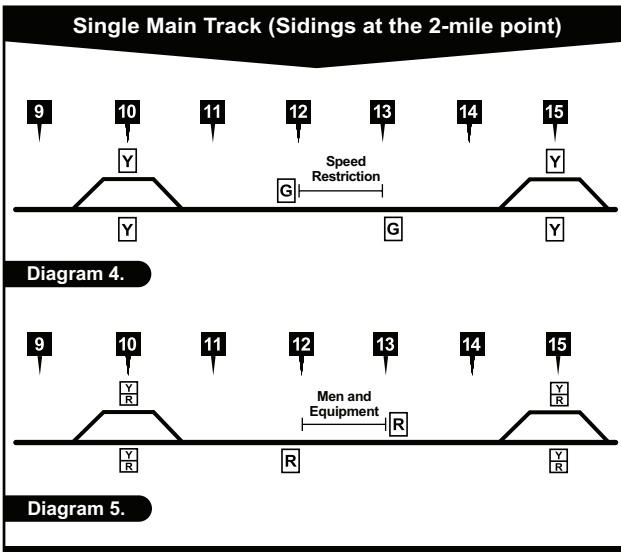 Single Main Track (Sidings at the 2-mile point)
9 10 11 12 13 14 15
Y Y
Speed
Restriction
G
Y G Y
Diagram 4.
9 10 11 12 13 14 15
Y Y
R R
Men and
Equipment
R
Y R Y
R R
Diagram 5.